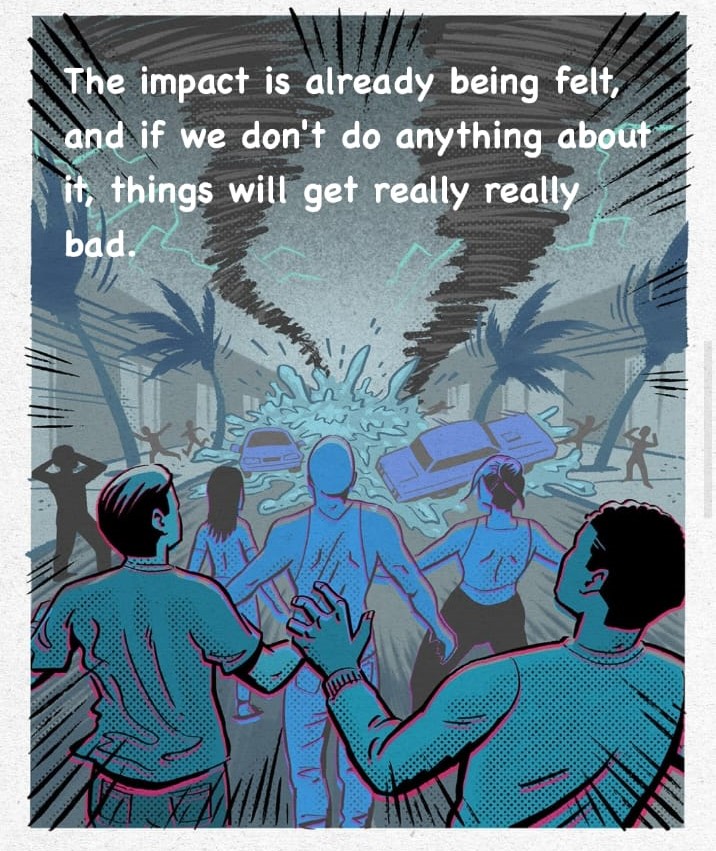 The impact is already being felt,
and if we don't do anything about
it, things will get really really
bad.